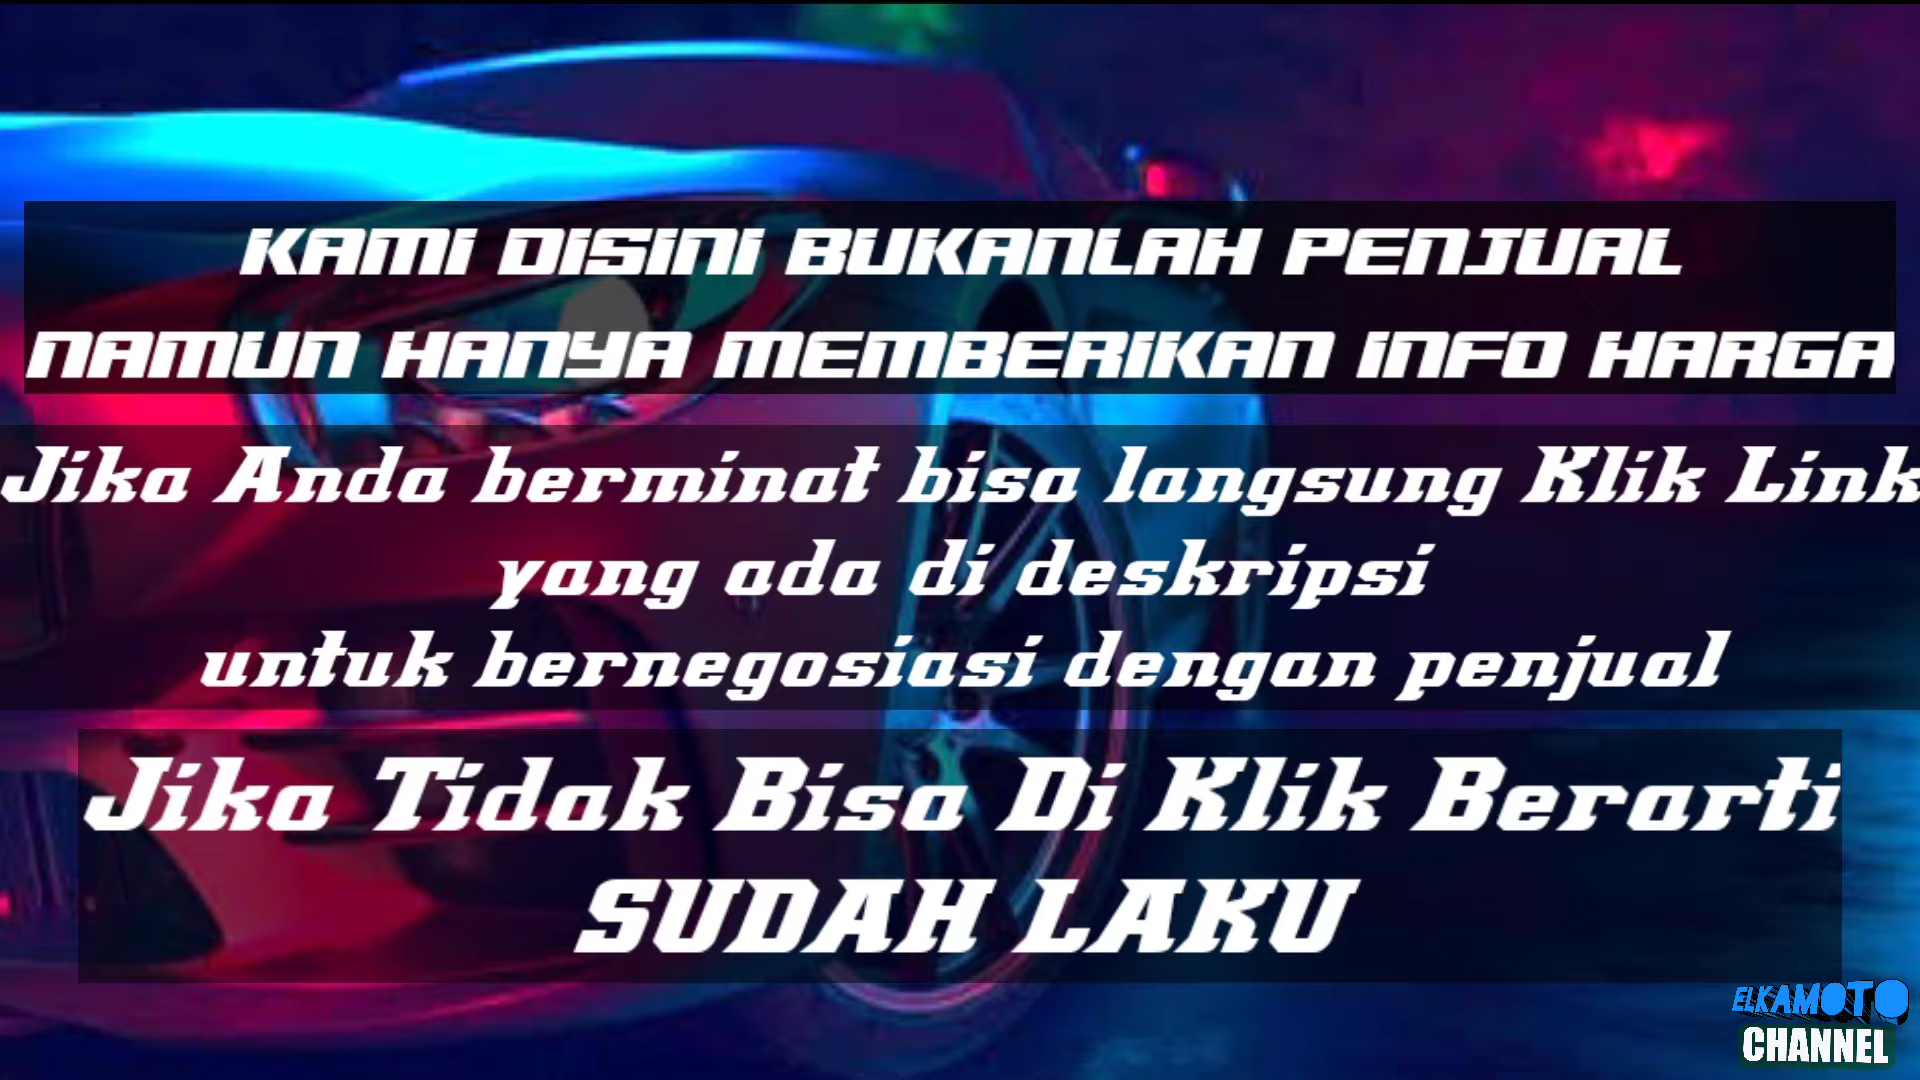 KAMI DISINI BUKANLAH PENJUAL
NAMUN HANYA MEMBERIKAN INFO HARGA
Jika Anda berminat bisa langsung Klik Link
yang ada di deskripsi
untuk bernegosiasi dengan penjual
Jika Tidak Bisa Di Klik Berarti
SUDAH LAKU
ELKAMOTO
CHANNEL